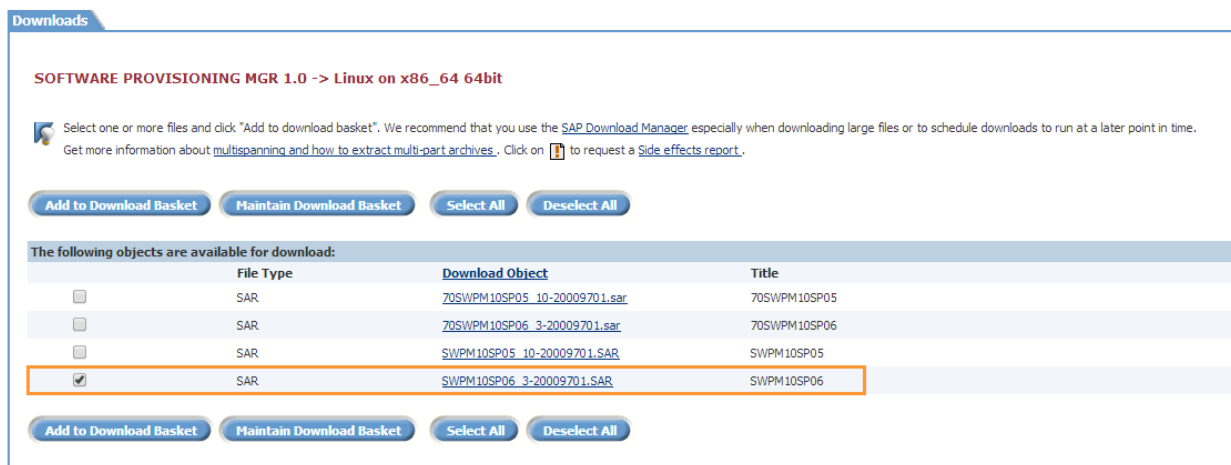 Downloads
SOFTWARE PROVISIONING MGR 1.0 -> Linux on x86_64 64bit
Select one or more files and click "Add to download basket". We recommend that you use the SAP Download Manager especially when downloading large files or to schedule downloads to run at a later point in time.
Get more information about multispanning and how to extract multi-part archives . Click on to request a Side effects report .
Add to Download Basket Maintain Download Basket Select All Deselect All
The following objects are available for download:
File Type Download Object Title
SAR 70SWPM10SP05_10-20009701.sar 70SWPM10SP05
SAR 70SWPM10SP06_3-20009701.sar 70SWPM10SP06
SAR SWPM10SP05_10-20009701.SAR SWPM10SP05
SAR SWPM10SP06_3-20009701.SAR SWPM10SP06
Add to Download Basket Maintain Download Basket Select All Deselect All